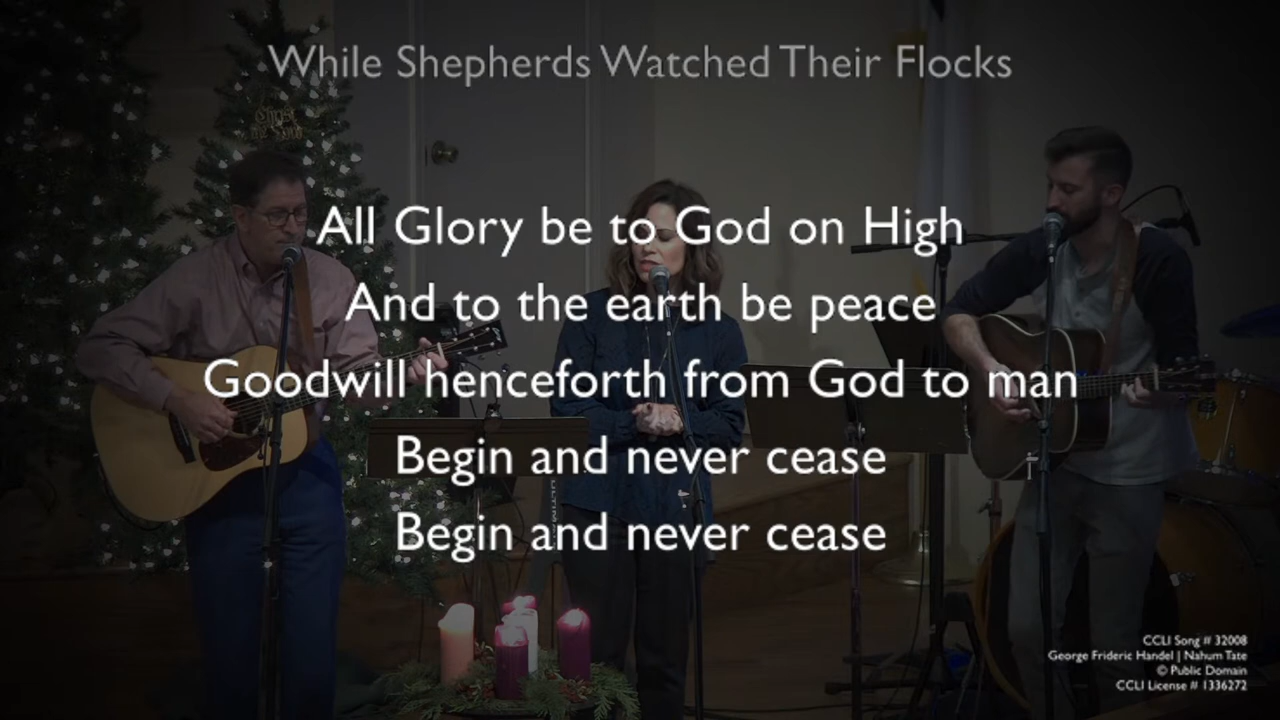 While Shepherds Watched Their Flocks
All Glory be to God on High
And to the earth be peace
Goodwill henceforth from God to man
Begin and never cease
Begin and never cease
CCLI Song # 32008
George Frideric Handel | Nahum Tate
© Public Domain
CCLI License # 1336272